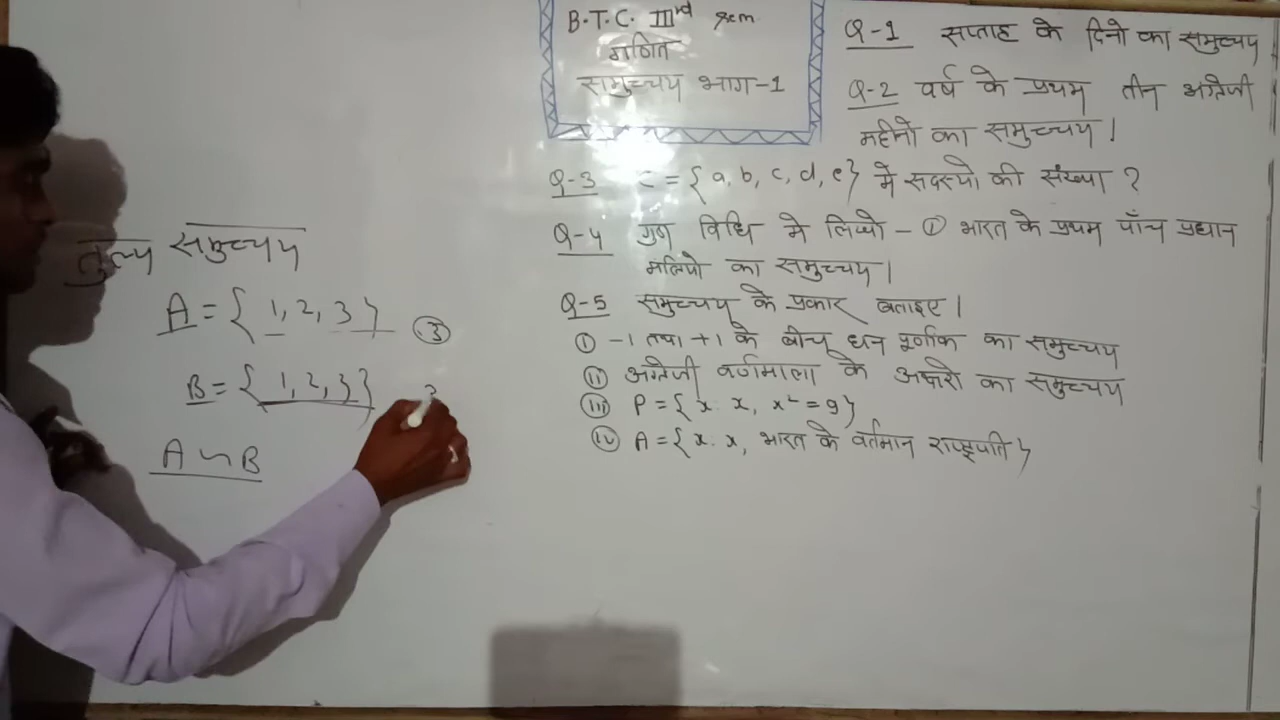 B.T.C. IIIrd sem
गणित
समुच्चय भाग-1
Q-1 सप्ताह के दिनो का समुच्चय
Q-2 वर्ष के प्रथम तीन अंग्रेजी
महीनो का समुच्चय।
Q-3 C = {a, b, c, d, e} मे सदस्यो की संख्या ?
Q-4 गुण विधि मे लिखो - ① भारत के प्रथम पाँच प्रधान
मंत्रियो का समुच्चय।
Q-5 समुच्चय के प्रकार बताइए।
① -1 तथा +1 के बीच धन पूर्णांक का समुच्चय
ⅱ अंग्रेजी वर्णमाला के अक्षरो का समुच्चय
ⅲ P = {x. x, x² = 9}
ⅳ A = {x. x, भारत के वर्तमान राष्ट्रपति}
तुल्य समुच्चय
A = {1, 2, 3} ③
B = {1, 2, 3} 3
A ~ B